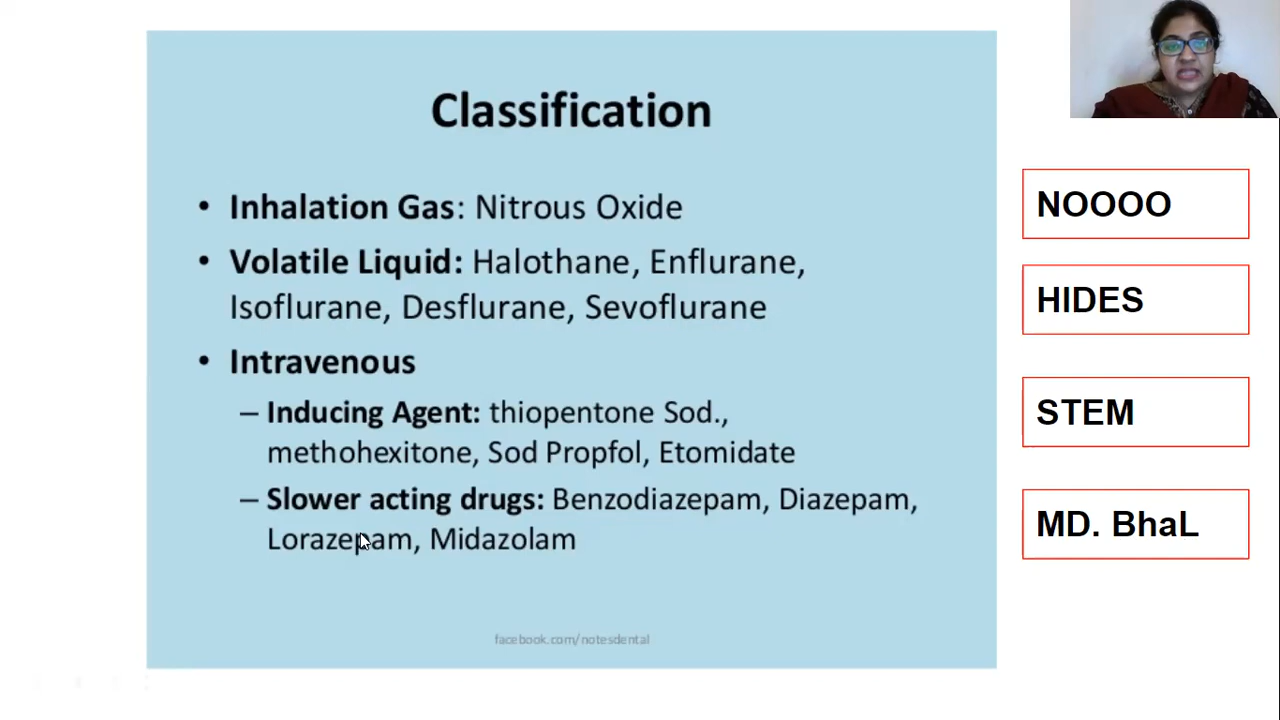 Classification
• Inhalation Gas: Nitrous Oxide
• Volatile Liquid: Halothane, Enflurane,
Isoflurane, Desflurane, Sevoflurane
• Intravenous
– Inducing Agent: thiopentone Sod.,
methohexitone, Sod Propfol, Etomidate
– Slower acting drugs: Benzodiazepam, Diazepam,
Lorazepam, Midazolam
facebook.com/notesdental
NOOOO
HIDES
STEM
MD. BhaL